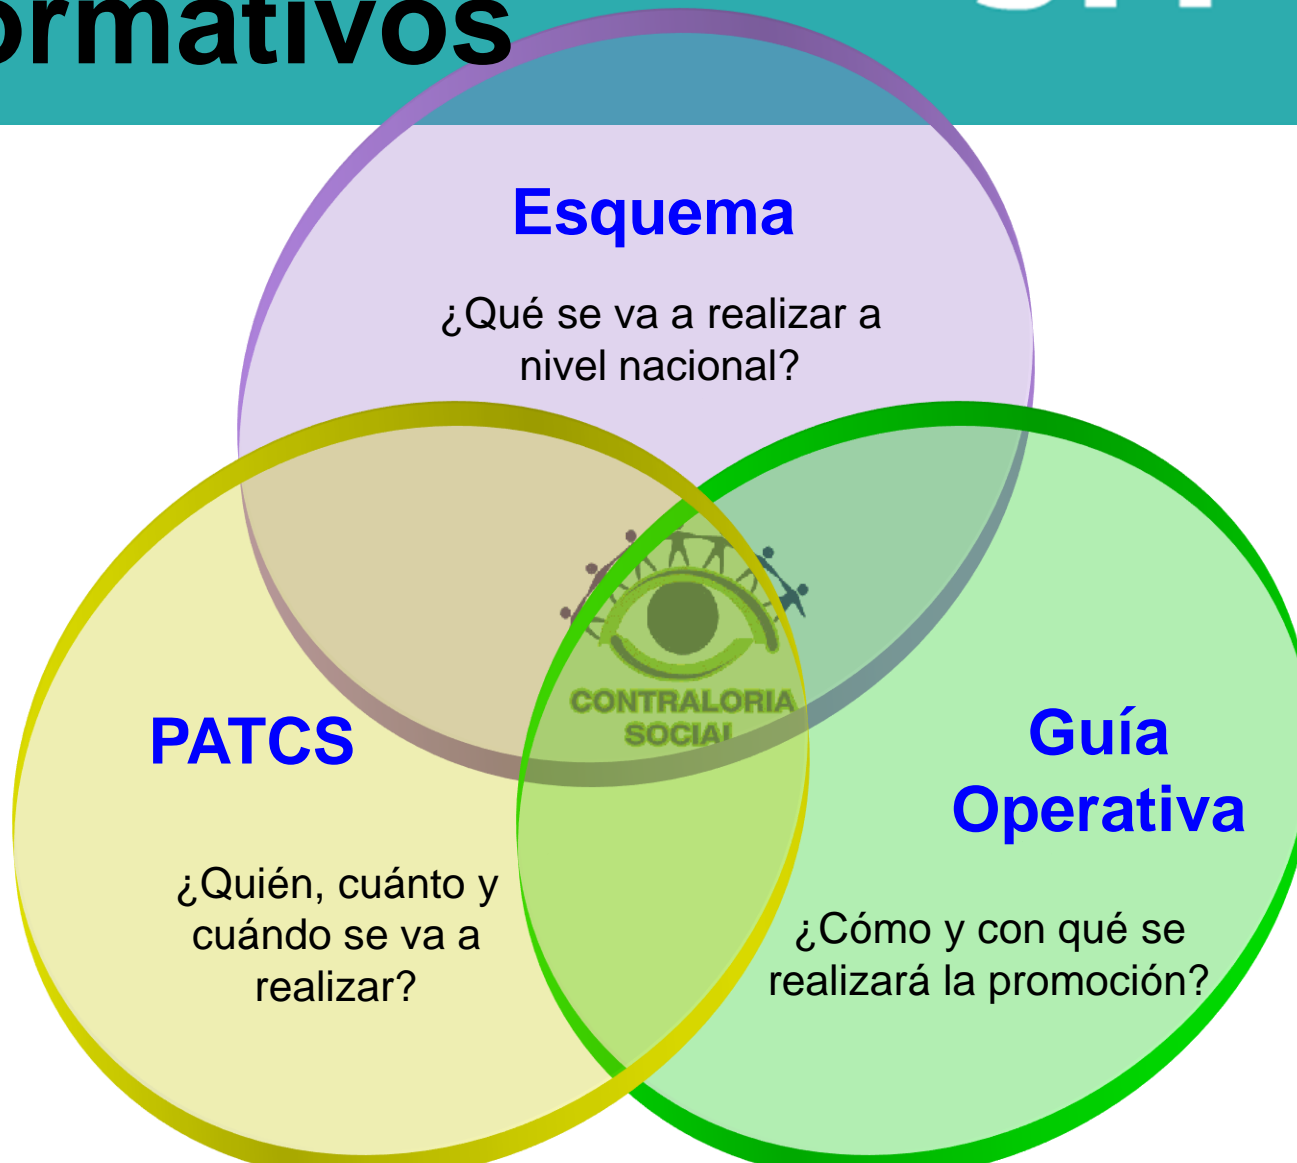 ormativos
Esquema
¿Qué se va a realizar a
nivel nacional?
CONTRALORIA
SOCIAL
PATCS
¿Quién, cuánto y
cuándo se va a
realizar?
Guía
Operativa
¿Cómo y con qué se
realizará la promoción?